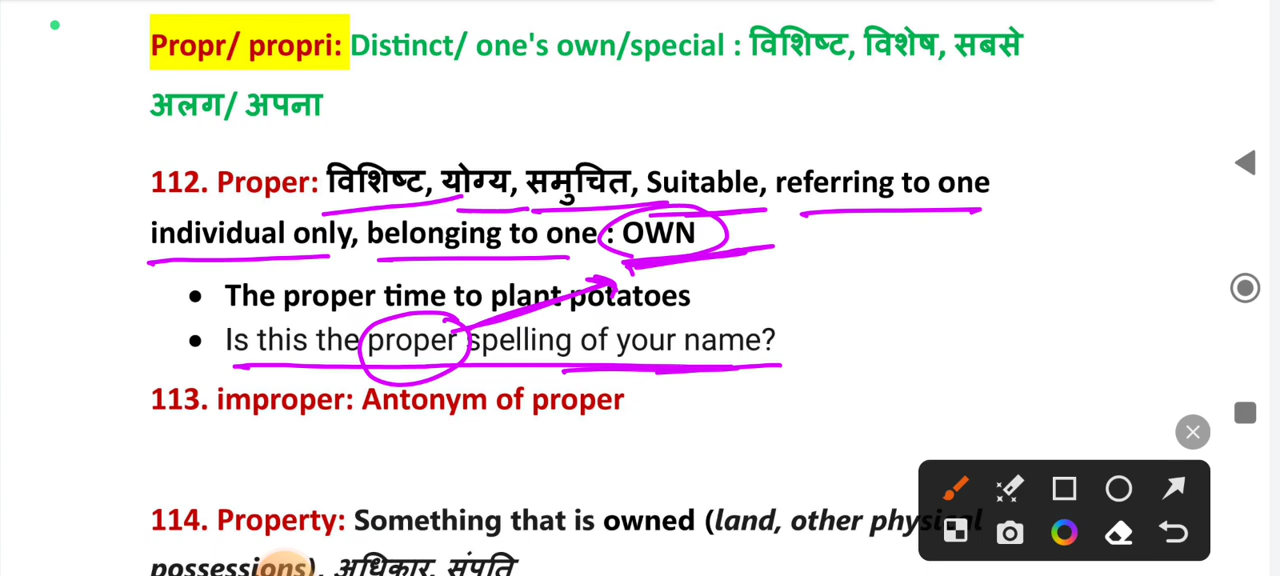 Propr/ propri: Distinct/ one's own/special : विशिष्ट, विशेष, सबसे
अलग/ अपना
112. Proper: विशिष्ट, योग्य, समुचित, Suitable, referring to one
individual only, belonging to one : OWN
• The proper time to plant potatoes
• Is this the proper spelling of your name?
113. improper: Antonym of proper
114. Property: Something that is owned (land, other physical
possessions), अधिकार, संपति